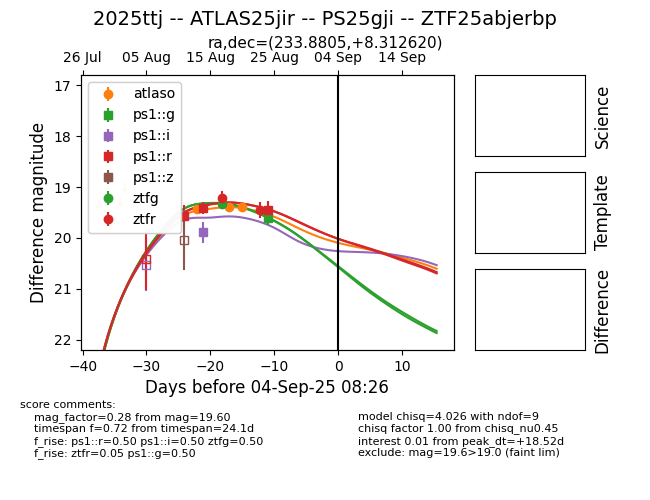 2025ttj -- ATLAS25jir -- PS25gji -- ZTF25abjerbp
ra,dec=(233.8805,+8.312620)
26 Jul 05 Aug 15 Aug 25 Aug 04 Sep 14 Sep
17
18
19
20
21
22
Difference magnitude
atlaso
ps1::g
ps1::i
ps1::r
ps1::z
ztfg
ztfr
−40 −30 −20 −10 0 10
Days before 04-Sep-25 08:26
Science
Template
Difference
score comments:
mag_factor=0.28 from mag=19.60
timespan f=0.72 from timespan=24.1d
f_rise: ps1::r=0.50 ps1::i=0.50 ztfg=0.50
f_rise: ztfr=0.05 ps1::g=0.50
model chisq=4.026 with ndof=9
chisq factor 1.00 from chisq_nu0.45
interest 0.01 from peak_dt=+18.52d
exclude: mag=19.6>19.0 (faint lim)